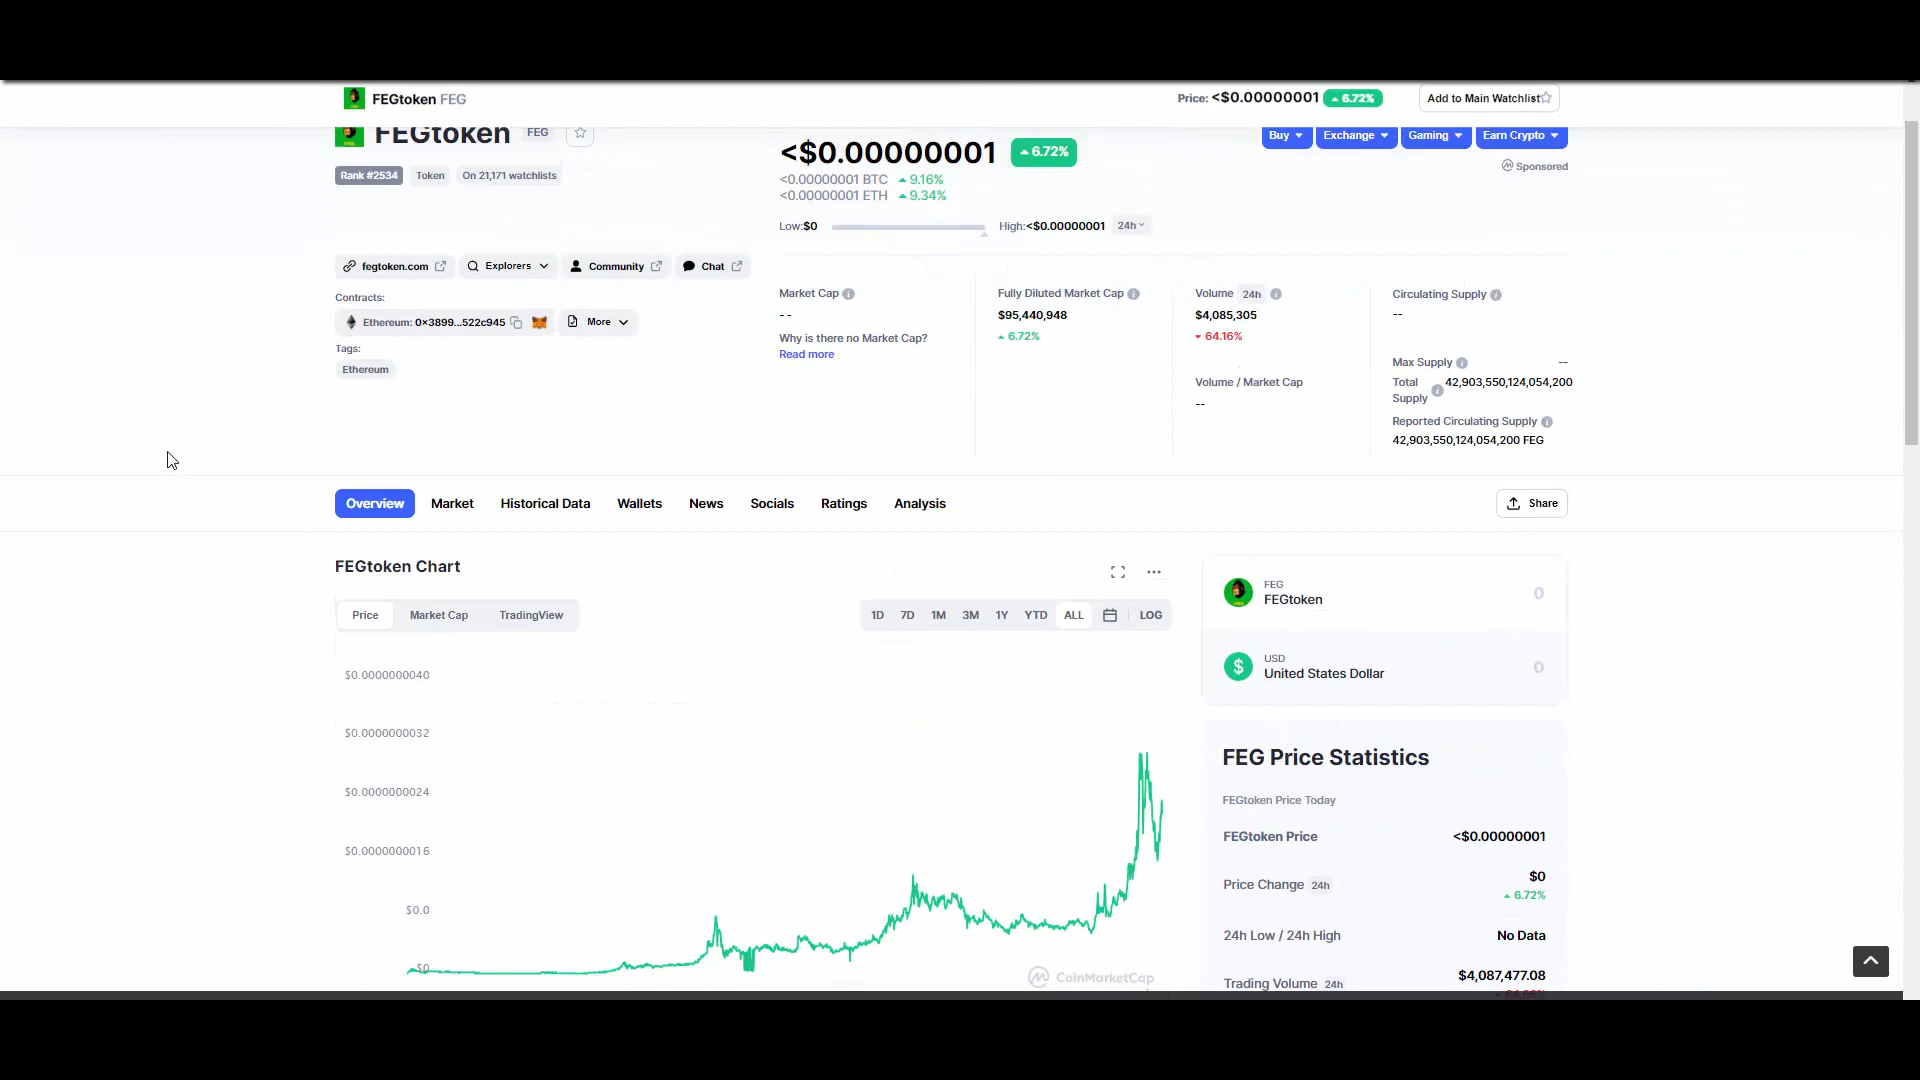 FEGtoken FEG
Price: <$0.00000001 6.72%
Add to Main Watchlist
FEGtoken FEG
Rank #2534 Token On 21,171 watchlists
<$0.00000001 6.72%
<0.00000001 BTC 9.16%
<0.00000001 ETH 9.34%
Low:$0 High:<$0.00000001 24h
Buy Exchange Gaming Earn Crypto
Sponsored
fegtoken.com Explorers Community Chat
Contracts:
Ethereum: 0x3899...522c945 More
Tags:
Ethereum
Market Cap
- -
Why is there no Market Cap?
Read more
Fully Diluted Market Cap
$95,440,948
6.72%
Volume 24h
$4,085,305
64.16%
Volume / Market Cap
--
Circulating Supply
--
Max Supply --
Total Supply 42,903,550,124,054,200
Reported Circulating Supply
42,903,550,124,054,200 FEG
Overview Market Historical Data Wallets News Socials Ratings Analysis
Share
FEGtoken Chart
Price Market Cap TradingView
1D 7D 1M 3M 1Y YTD ALL LOG
$0.0000000040
$0.0000000032
$0.0000000024
$0.0000000016
$0.0
$0
CoinMarketCap
FEG
FEGtoken 0
USD
United States Dollar 0
FEG Price Statistics
FEGtoken Price Today
FEGtoken Price <$0.00000001
Price Change 24h $0
6.72%
24h Low / 24h High No Data
Trading Volume 24h $4,087,477.08